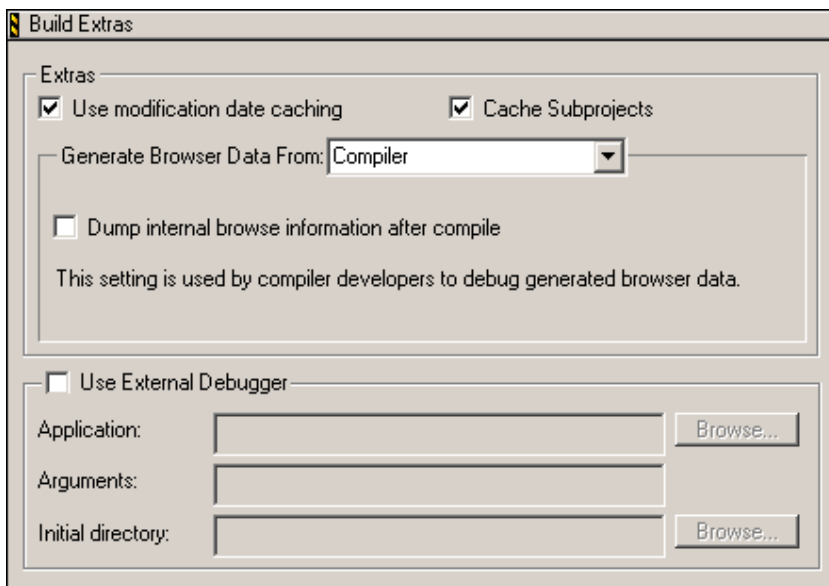 Build Extras
Extras
Use modification date caching
Cache Subprojects
Generate Browser Data From: Compiler
Dump internal browse information after compile
This setting is used by compiler developers to debug generated browser data.
Use External Debugger
Application: Browse...
Arguments:
Initial directory: Browse...